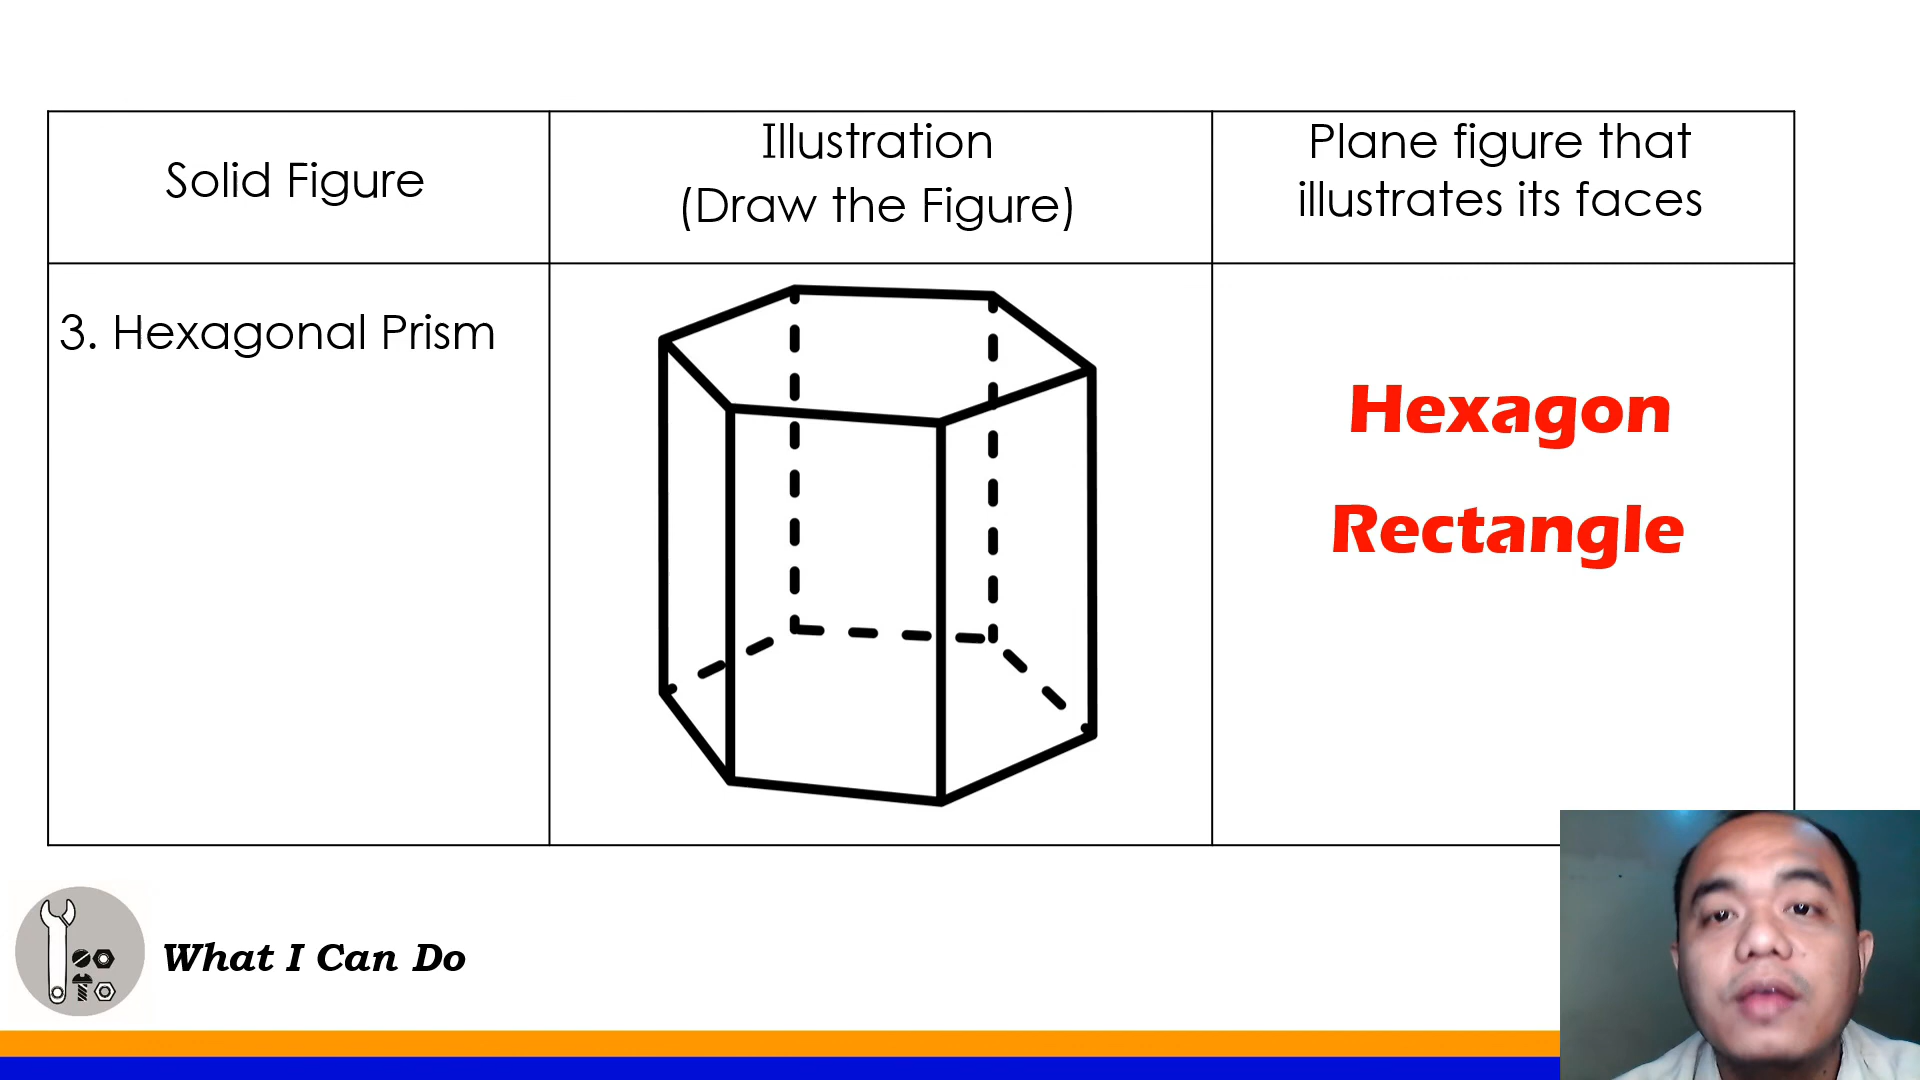 Solid Figure
Illustration
(Draw the Figure)
Plane figure that
illustrates its faces
3. Hexagonal Prism
Hexagon
Rectangle
What I Can Do